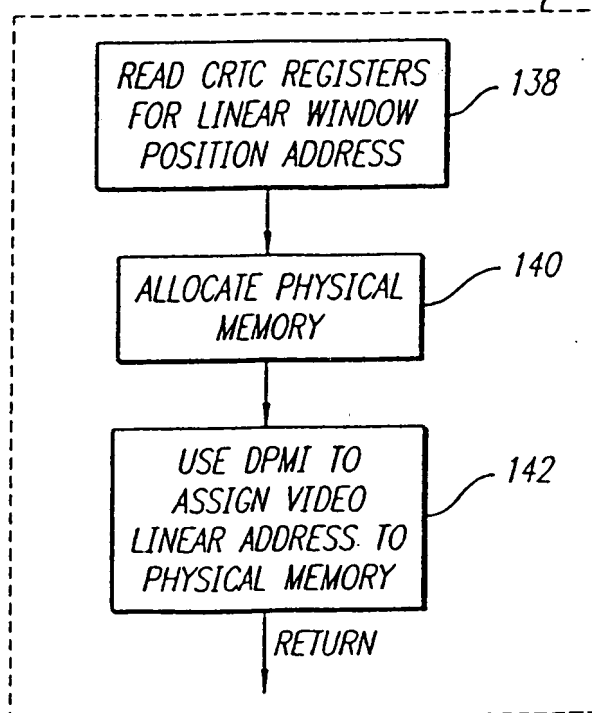 READ CRTC REGISTERS
FOR LINEAR WINDOW
POSITION ADDRESS
138
ALLOCATE PHYSICAL
MEMORY
140
USE DPMI TO
ASSIGN VIDEO
LINEAR ADDRESS TO
PHYSICAL MEMORY
142
RETURN